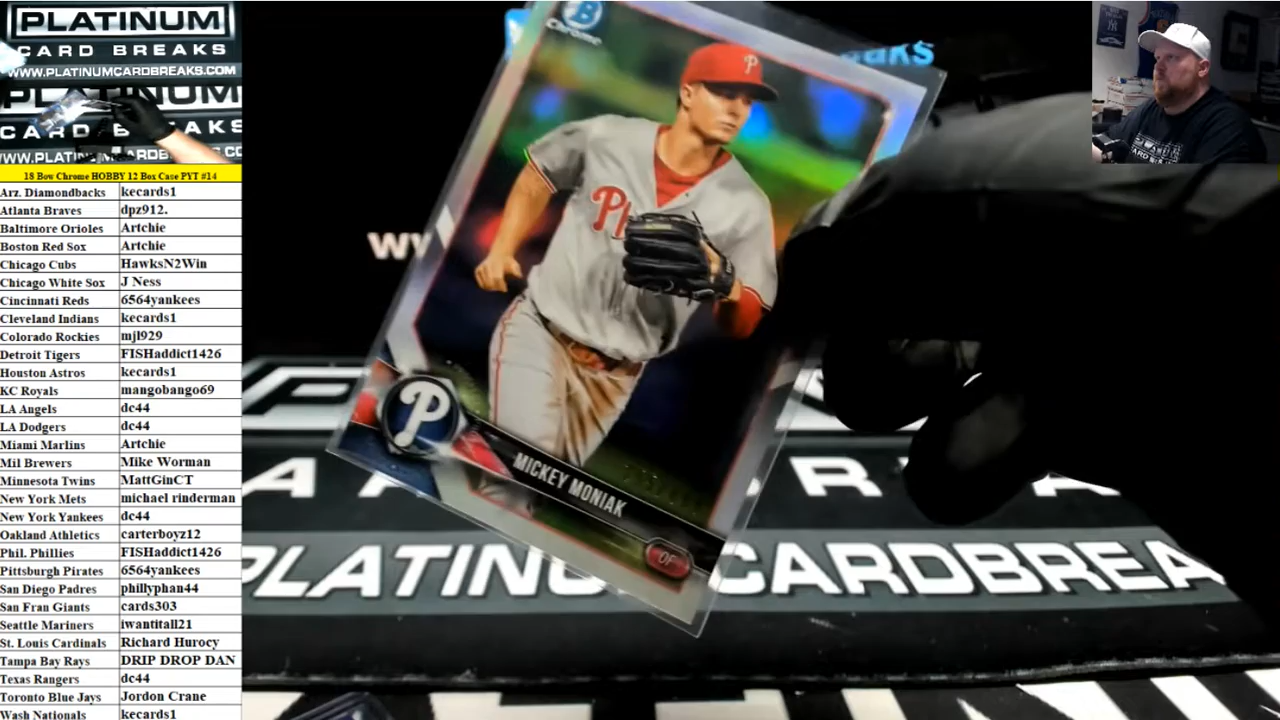 PLATINUM
CARD BREAKS
WWW.PLATINUMCARDBREAKS.COM
PLATINUM
CARD BREAKS
18 Bow Chrome HOBBY 12 Box Case PYT #14
Arz. Diamondbacks kecards1
Atlanta Braves dpz912.
Baltimore Orioles Artchie
Boston Red Sox Artchie
Chicago Cubs HawksN2Win
Chicago White Sox J Ness
Cincinnati Reds 6564yankees
Cleveland Indians kecards1
Colorado Rockies mjl929
Detroit Tigers FISHaddict1426
Houston Astros kecards1
KC Royals mangobango69
LA Angels dc44
LA Dodgers dc44
Miami Marlins Artchie
Mil Brewers Mike Worman
Minnesota Twins MattGinCT
New York Mets michael rinderman
New York Yankees dc44
Oakland Athletics carterboyz12
Phil. Phillies FISHaddict1426
Pittsburgh Pirates 6564yankees
San Diego Padres phillyphan44
San Fran Giants cards303
Seattle Mariners iwantitall21
St. Louis Cardinals Richard Hurocy
Tampa Bay Rays DRIP DROP DAN
Texas Rangers dc44
Toronto Blue Jays Jordon Crane
Wash Nationals kecards1
B
Chrome
P
Ph
P
MICKEY MONIAK
OF
PLATINUMCARDBREA